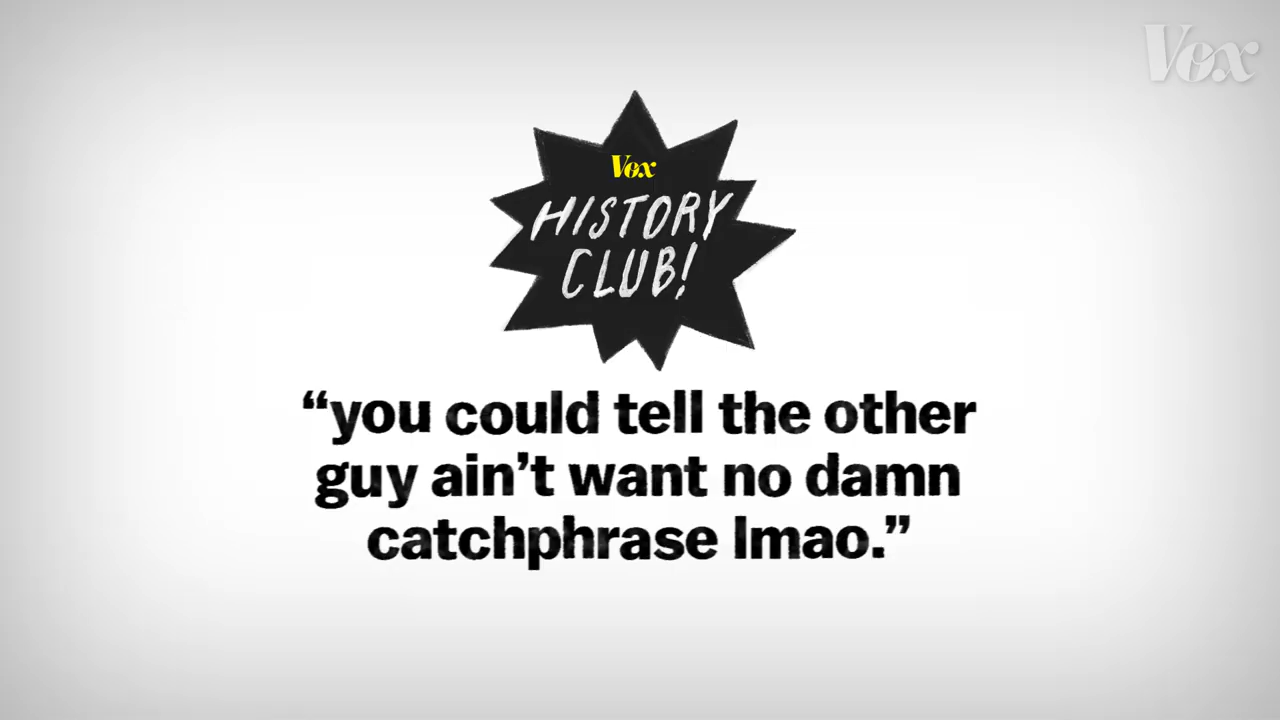 Vox
Vox
HISTORY
CLUB!
“you could tell the other
guy ain’t want no damn
catchphrase lmao.”